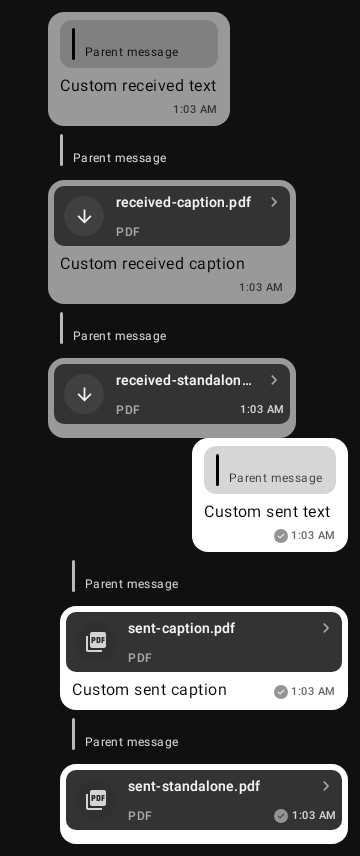 Parent message
Custom received text
1:03 AM
Parent message
received-caption.pdf
PDF
Custom received caption
1:03 AM
Parent message
received-standalon…
PDF 1:03 AM
Parent message
Custom sent text
1:03 AM
Parent message
sent-caption.pdf
PDF
Custom sent caption 1:03 AM
Parent message
PDF sent-standalone.pdf
PDF 1:03 AM